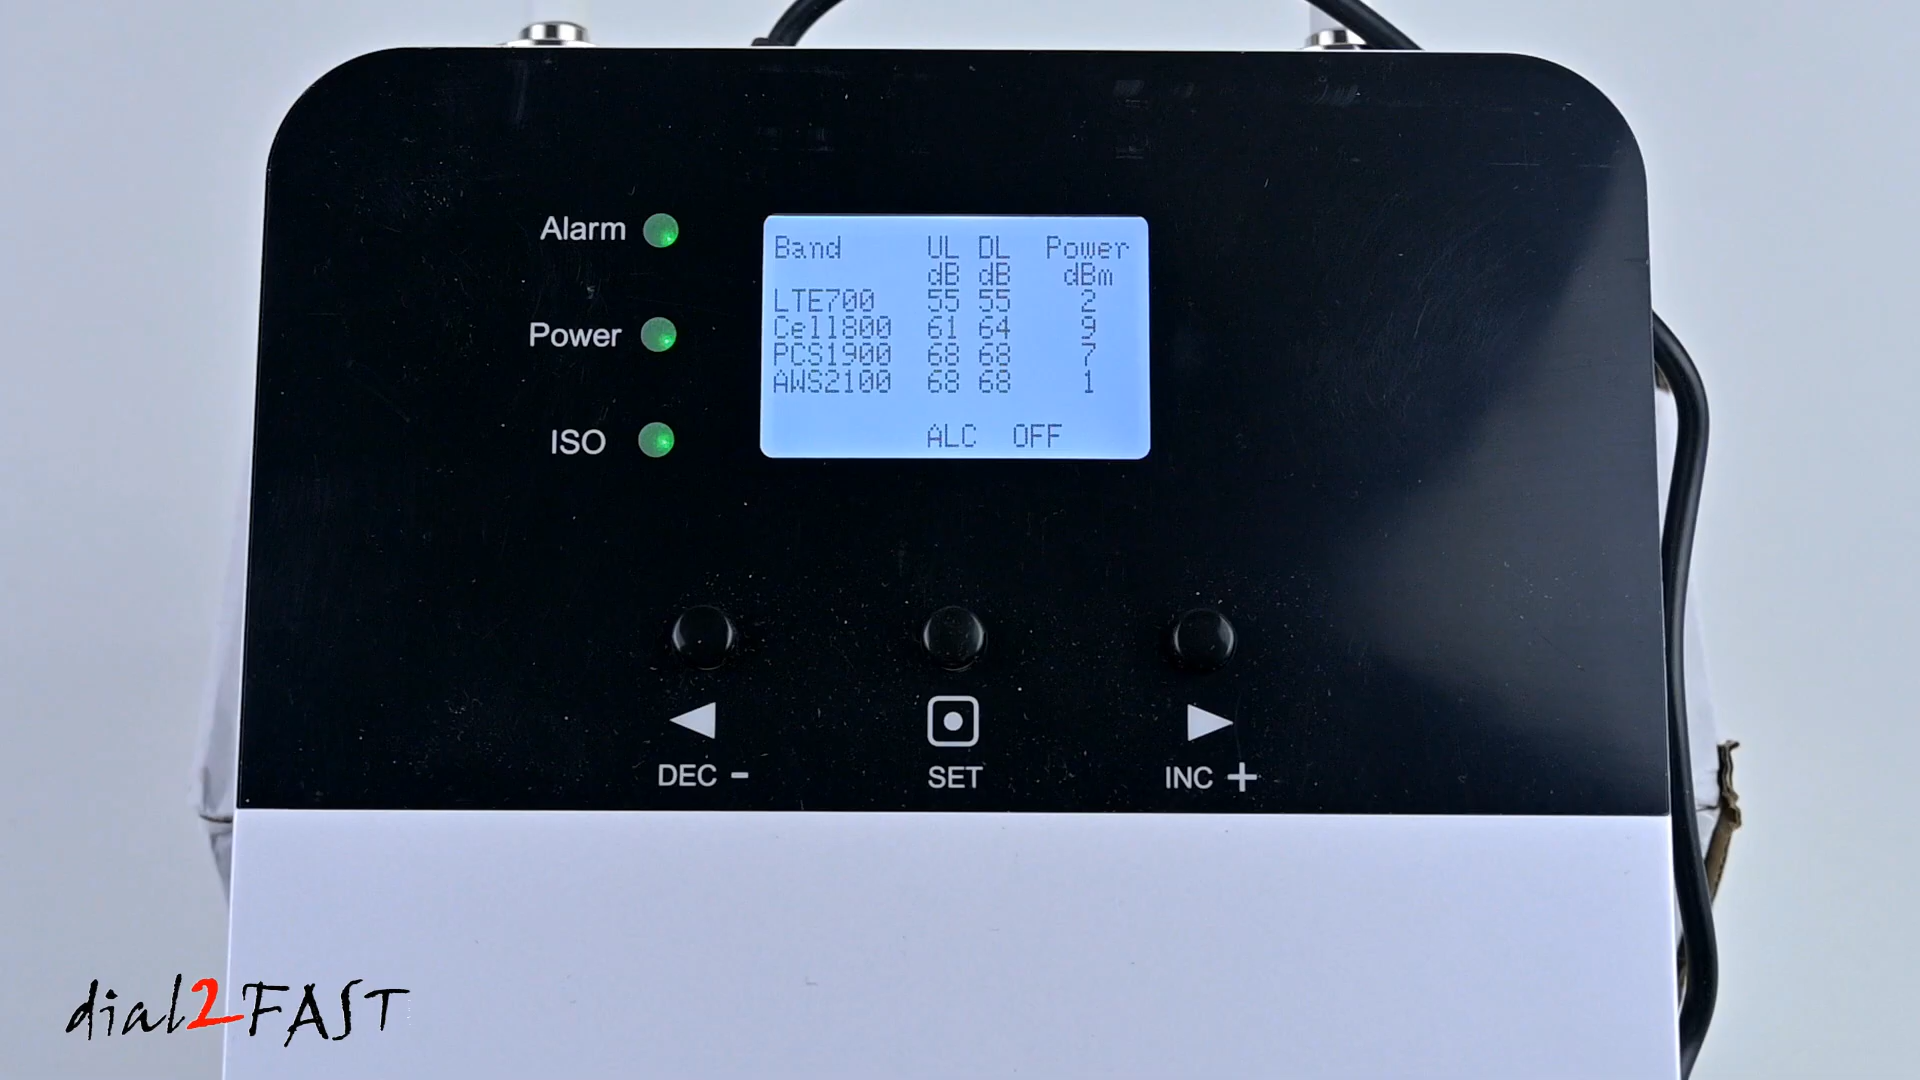 Alarm
Power
ISO
Band UL DL Power
dB dB dBm
LTE700 55 55 2
Cell800 61 64 9
PCS1900 68 68 7
AWS2100 68 68 1
ALC OFF
DEC - SET INC +
dial2FAST